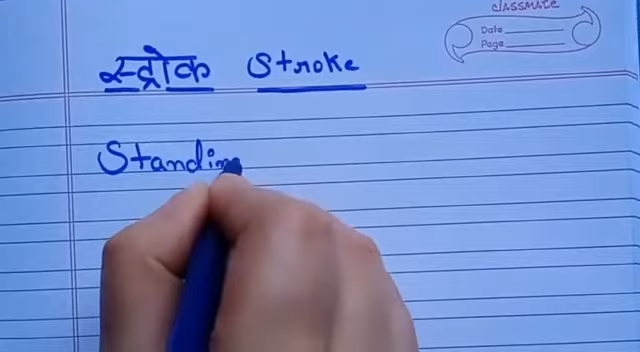 classmate
Date
Page
स्ट्रोक Stroke
Standin